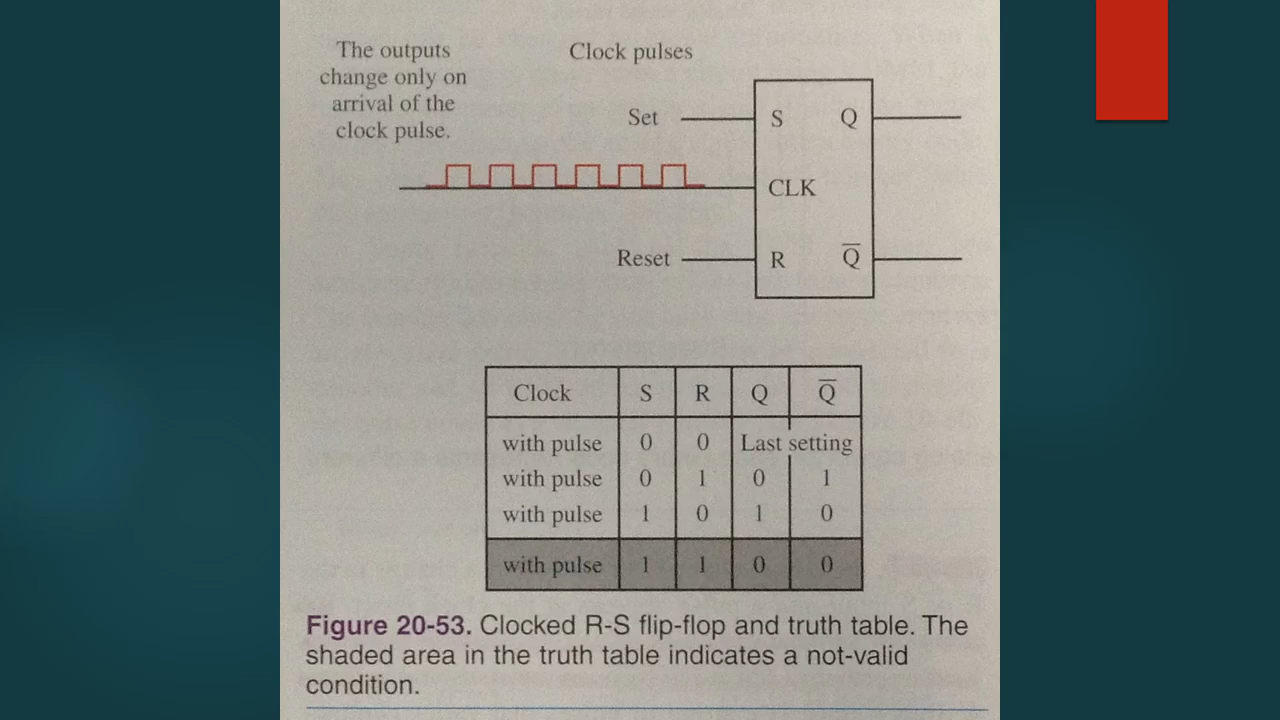 The outputs
change only on
arrival of the
clock pulse.
Clock pulses
Set
S
Q
CLK
Reset
R
Q̅
Clock S R Q Q̅
with pulse 0 0 Last setting
with pulse 0 1 0 1
with pulse 1 0 1 0
with pulse 1 1 0 0
Figure 20-53. Clocked R-S flip-flop and truth table. The
shaded area in the truth table indicates a not-valid
condition.